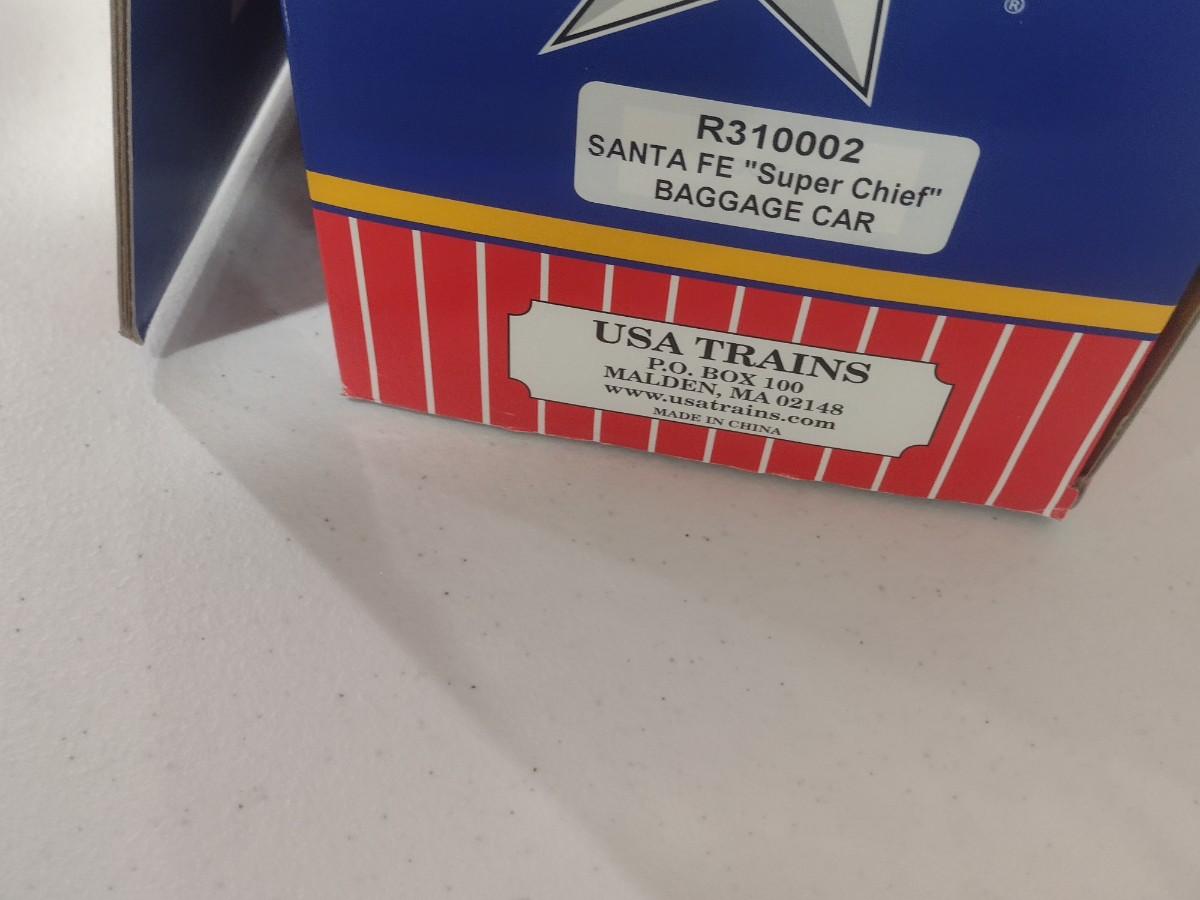 ®
R310002
SANTA FE "Super Chief"
BAGGAGE CAR
USA TRAINS
P.O. BOX 100
MALDEN, MA 02148
www.usatrains.com
MADE IN CHINA